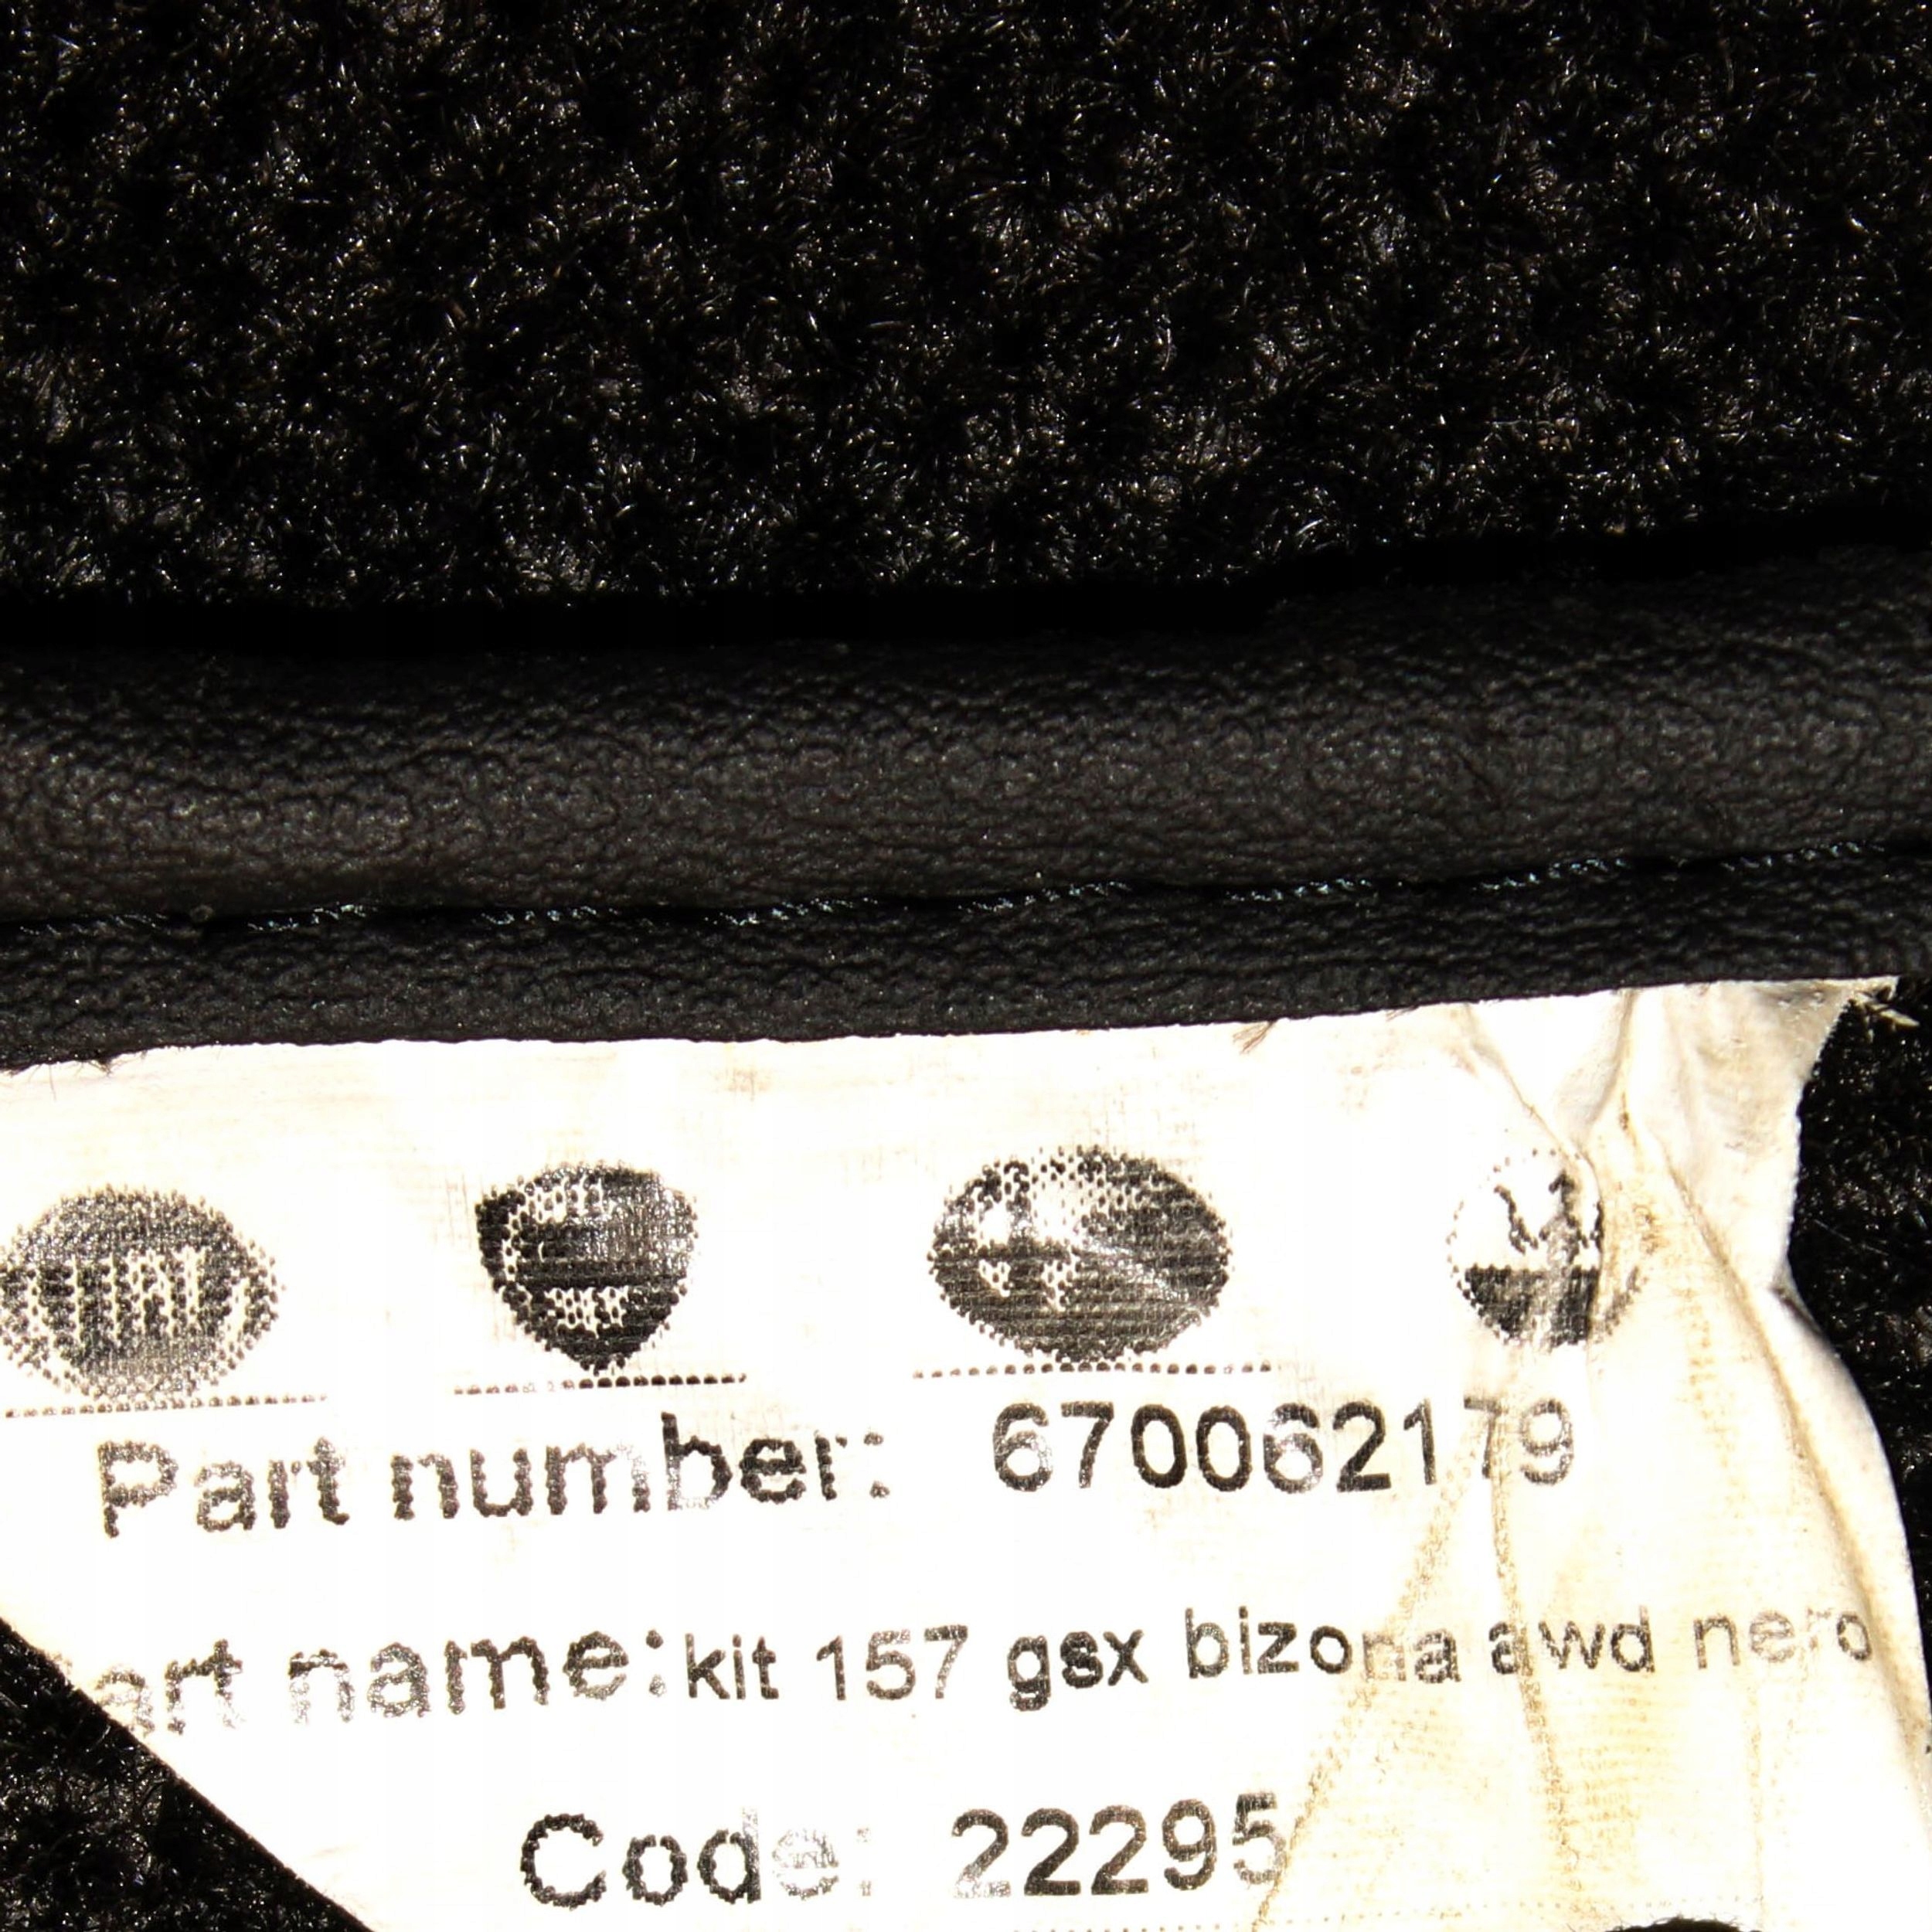 Part number: 670062179
art name: kit 157 gsx bizona awd nero
Code: 22295